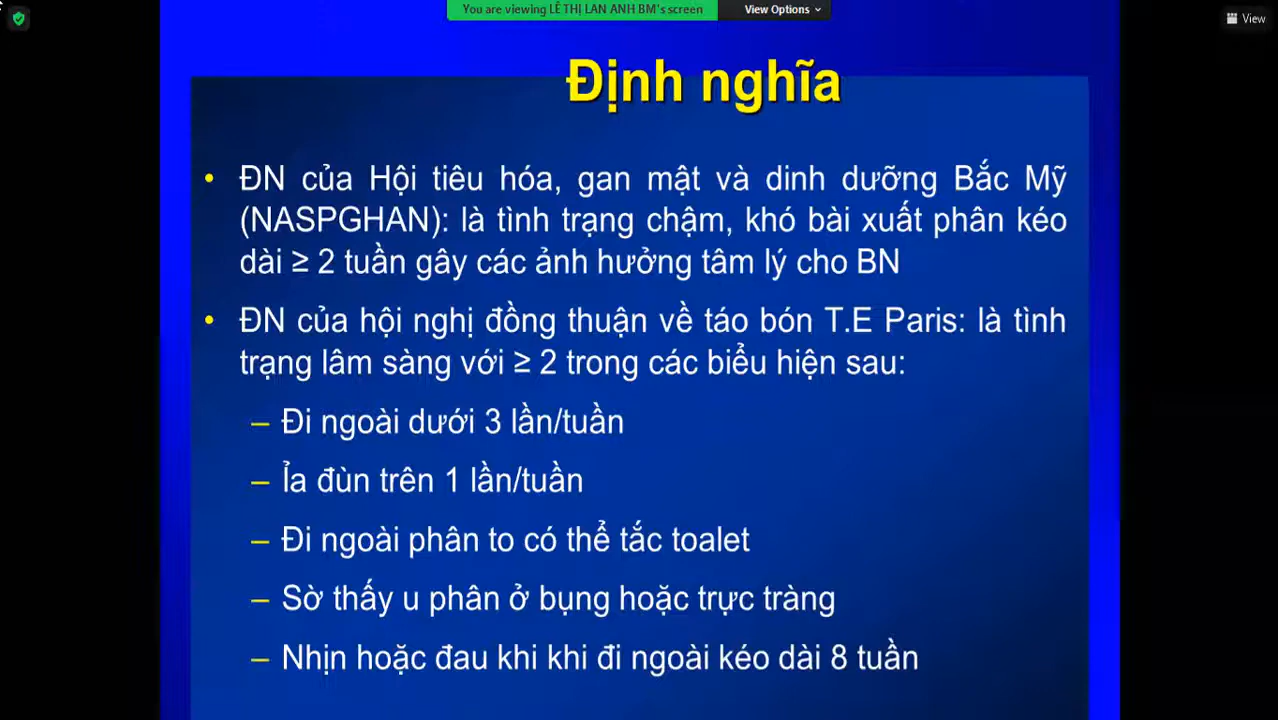 You are viewing LÊ THỊ LAN ANH BM's screen
View Options
View
Định nghĩa
• ĐN của Hội tiêu hóa, gan mật và dinh dưỡng Bắc Mỹ
(NASPGHAN): là tình trạng chậm, khó bài xuất phân kéo
dài ≥ 2 tuần gây các ảnh hưởng tâm lý cho BN
• ĐN của hội nghị đồng thuận về táo bón T.E Paris: là tình
trạng lâm sàng với ≥ 2 trong các biểu hiện sau:
– Đi ngoài dưới 3 lần/tuần
– Ỉa đùn trên 1 lần/tuần
– Đi ngoài phân to có thể tắc toalet
– Sờ thấy u phân ở bụng hoặc trực tràng
– Nhịn hoặc đau khi khi đi ngoài kéo dài 8 tuần